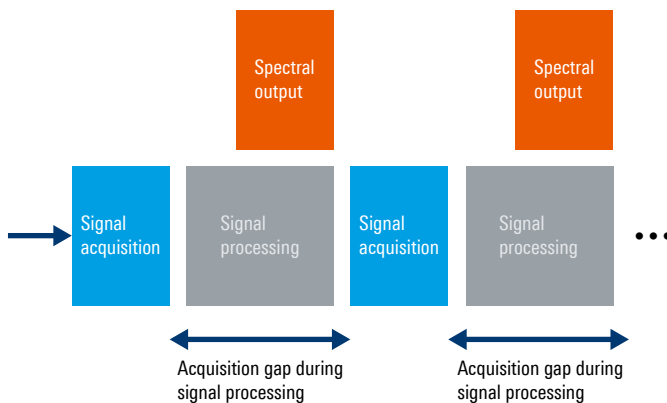 Spectral
output
Spectral
output
Signal
acquisition
Signal
processing
Signal
acquisition
Signal
processing
Acquisition gap during
signal processing
Acquisition gap during
signal processing